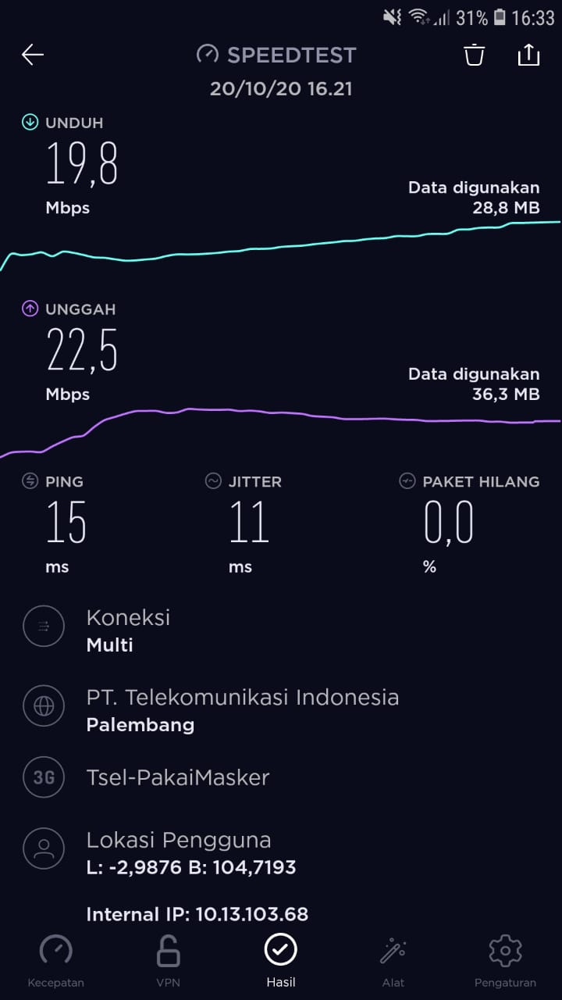 31% 16:33
SPEEDTEST
20/10/20 16.21
UNDUH
19,8
Mbps
Data digunakan
28,8 MB
UNGGAH
22,5
Mbps
Data digunakan
36,3 MB
PING JITTER PAKET HILANG
15 11 0,0
ms ms %
Koneksi
Multi
PT. Telekomunikasi Indonesia
Palembang
3G Tsel-PakaiMasker
Lokasi Pengguna
L: -2,9876 B: 104,7193
Internal IP: 10.13.103.68
Kecepatan VPN Hasil Alat Pengaturan